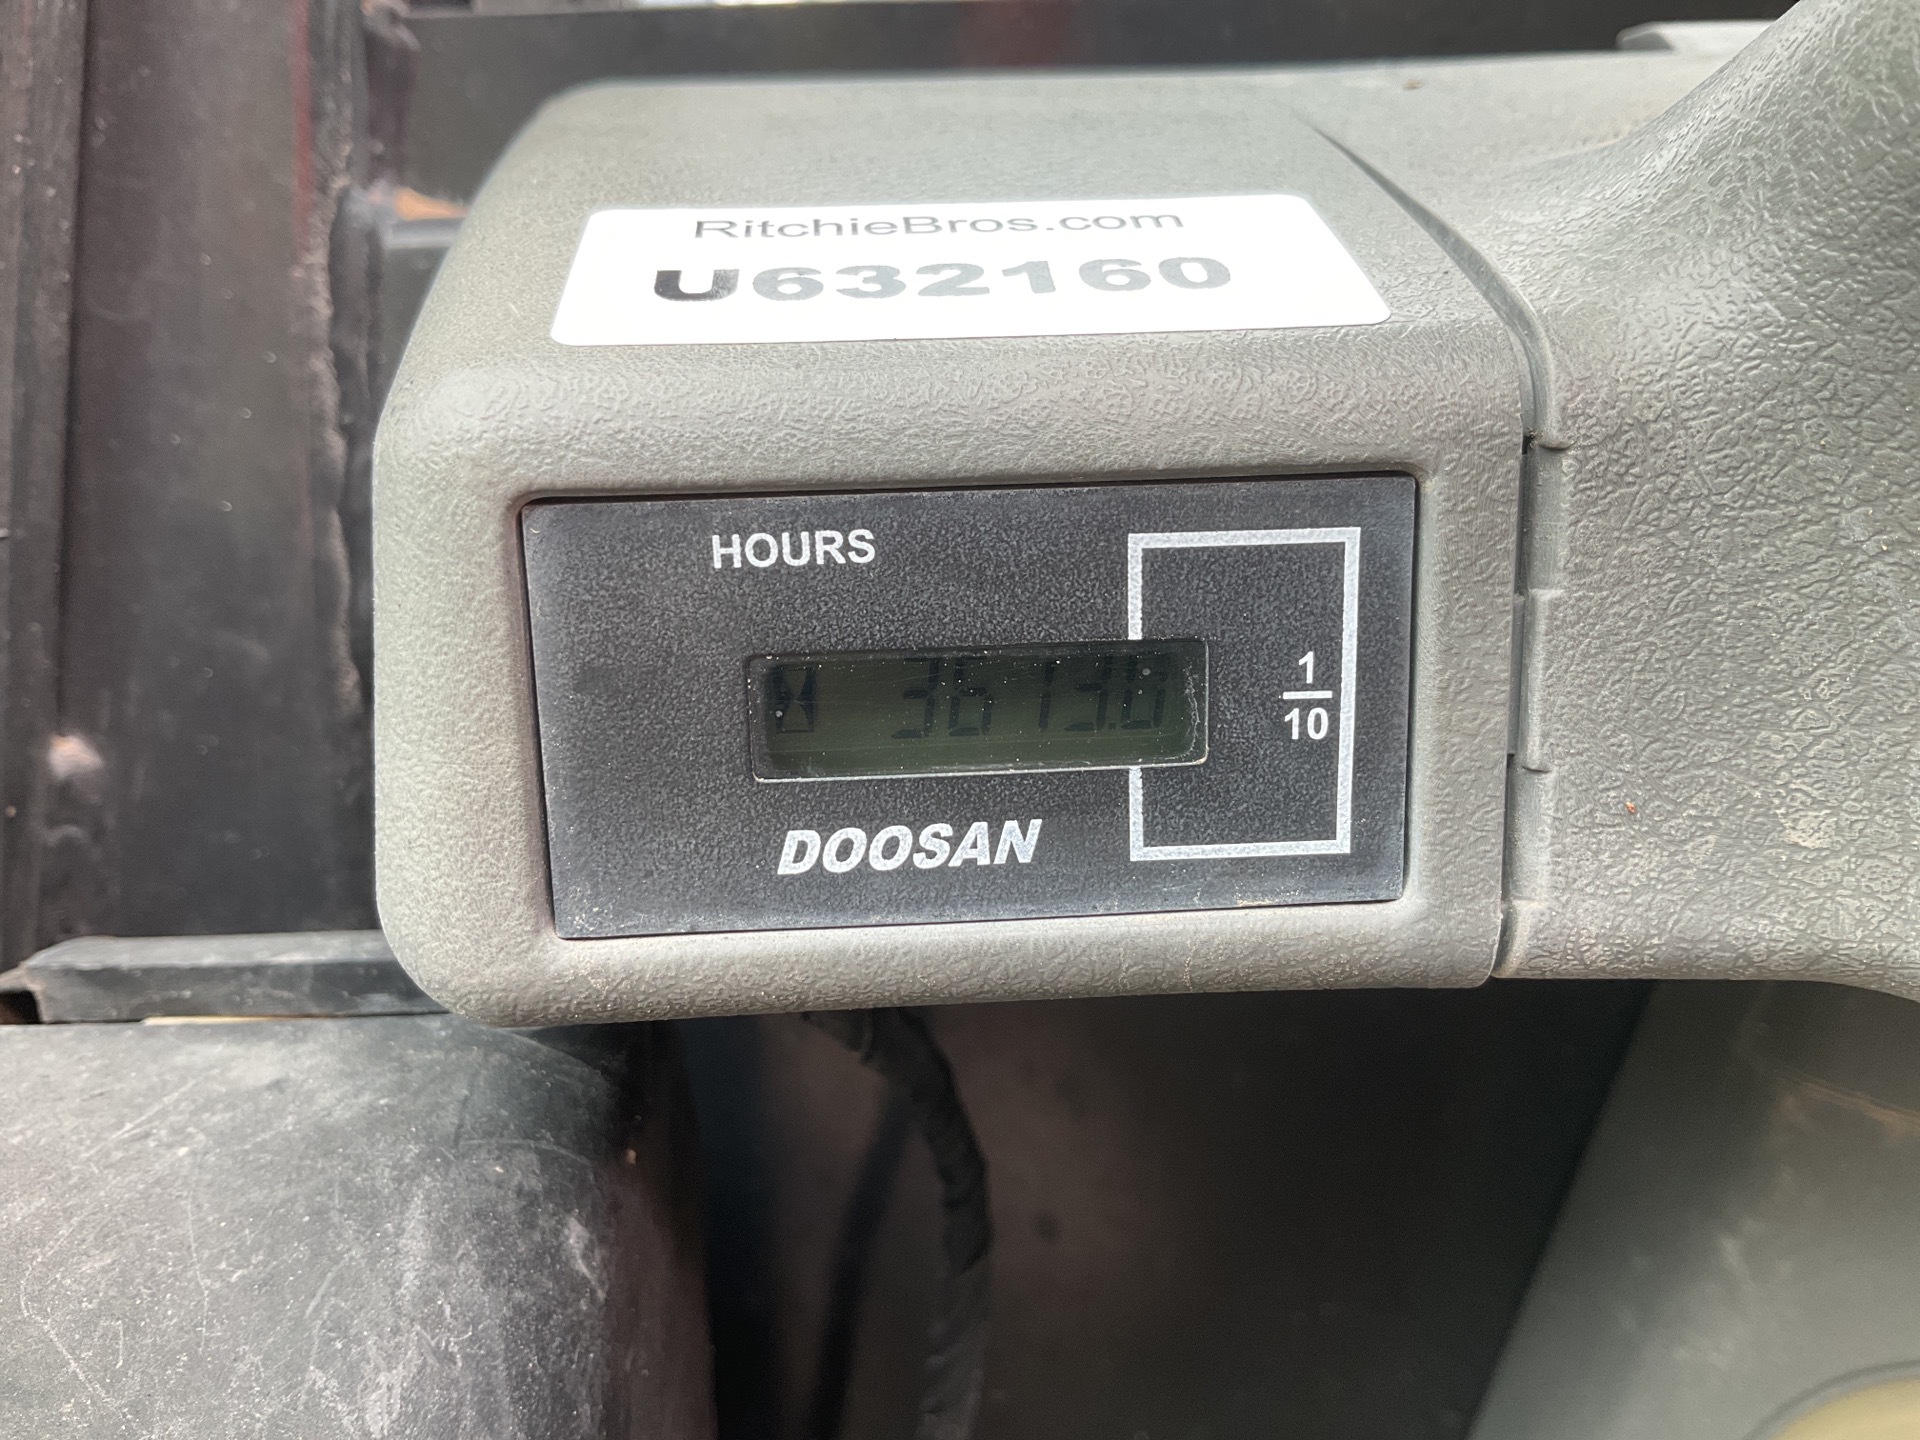 RitchieBros.com
U632160
HOURS
3613.6
1
10
DOOSAN